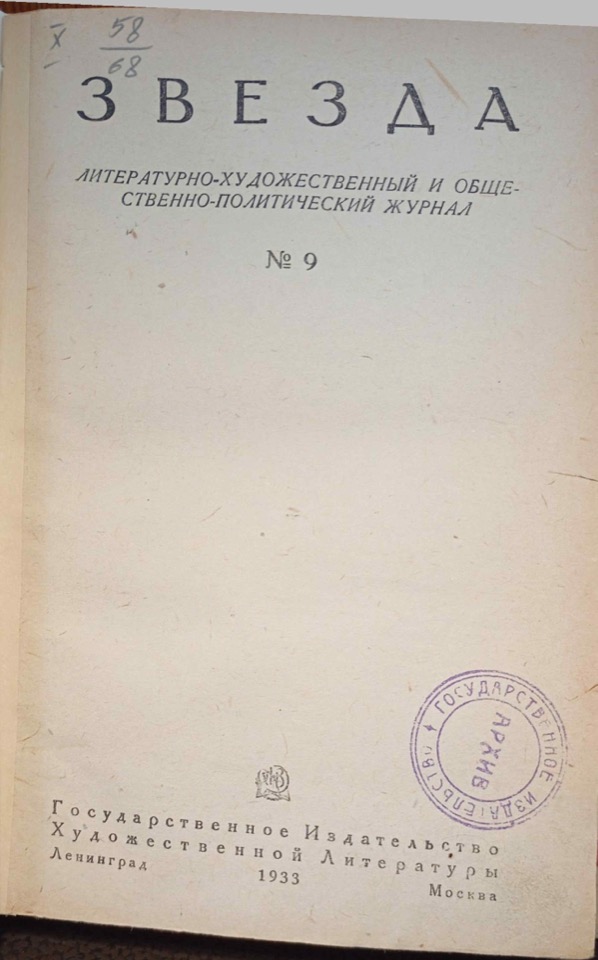 X 58
68
ЗВЕЗДА
ЛИТЕРАТУРНО-ХУДОЖЕСТВЕННЫЙ И ОБЩЕ-
СТВЕННО-ПОЛИТИЧЕСКИЙ ЖУРНАЛ
№ 9
ГОСУДАРСТВЕННОЕ ИЗДАТЕЛЬСТВО
АРХИВ
Государственное Издательство
Художественной Литературы
Ленинград 1933 Москва